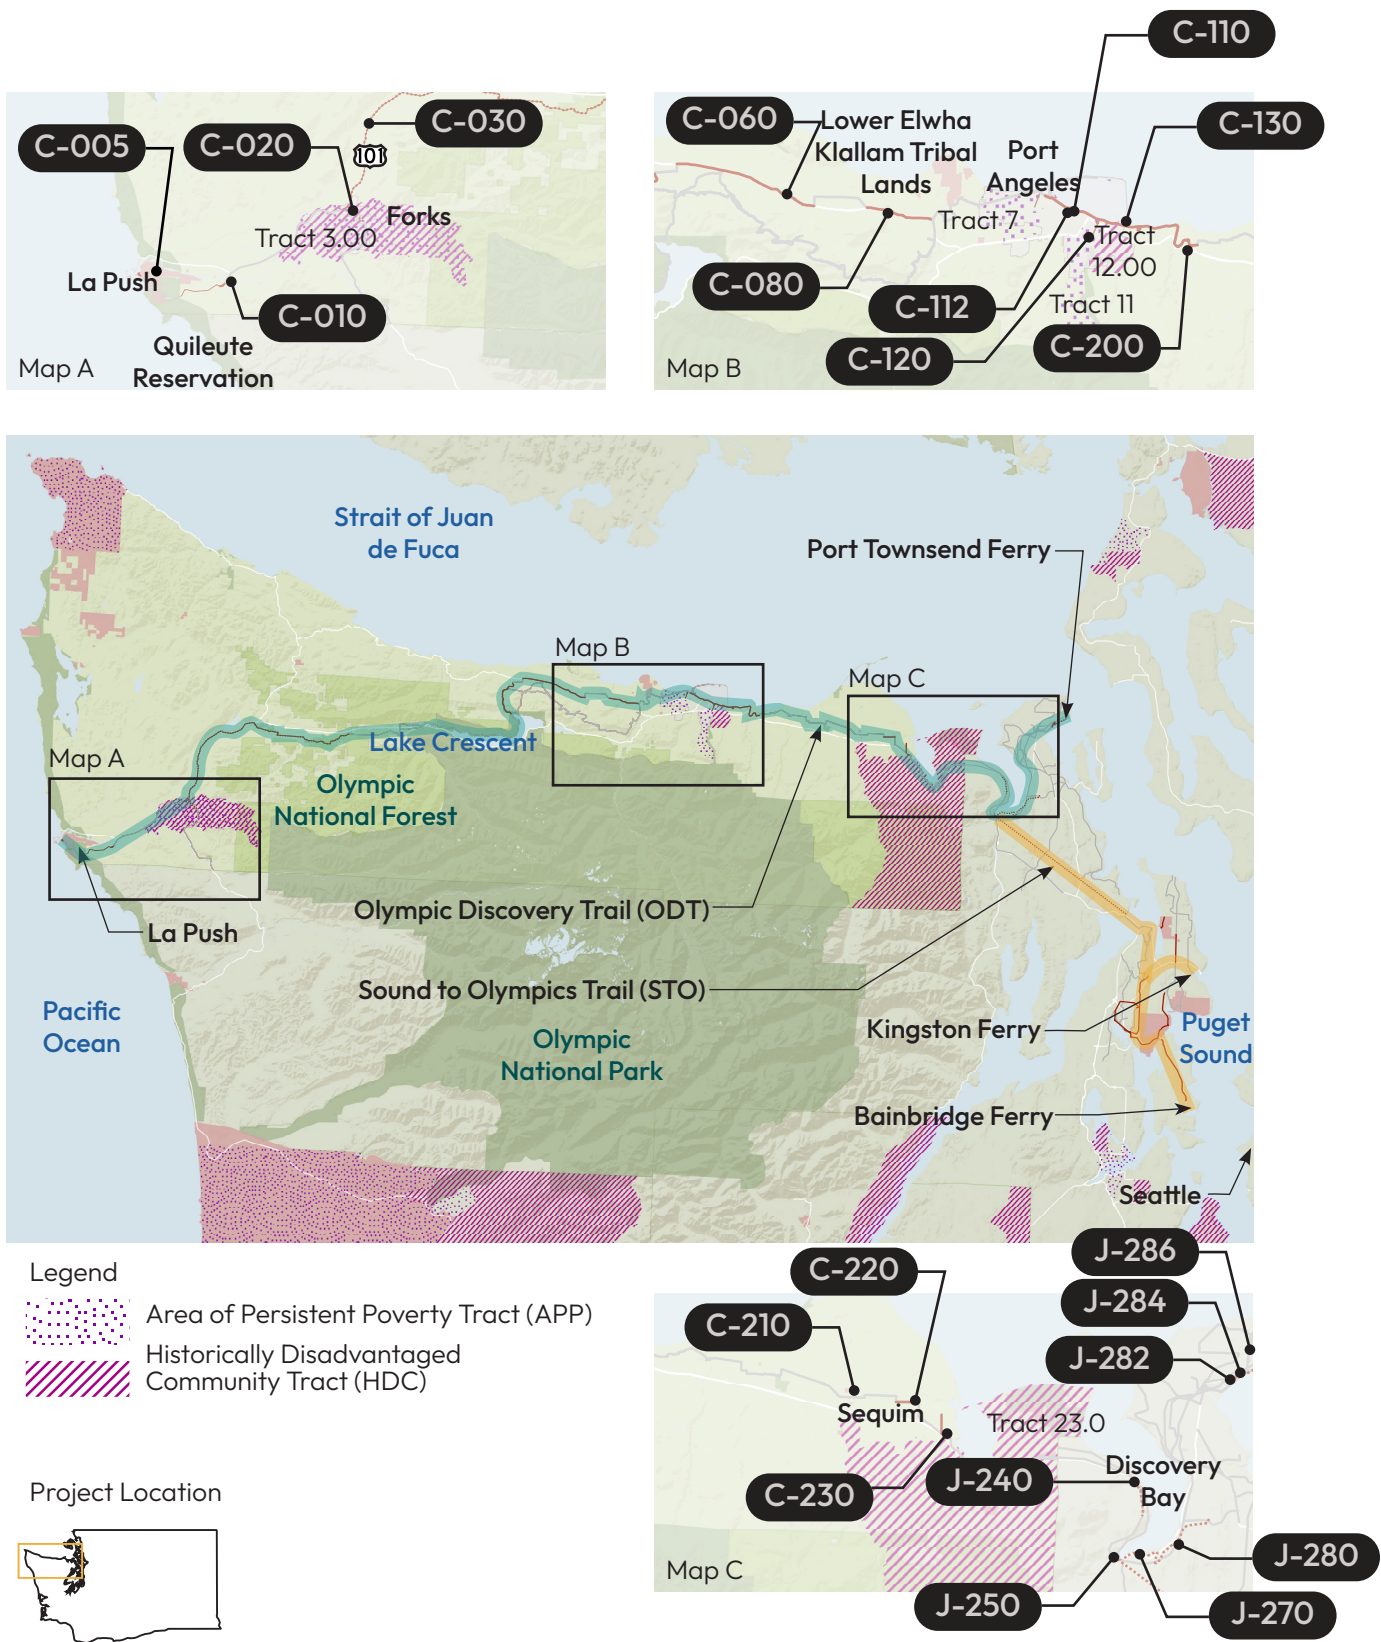 C-110
C-005
C-020
C-030
101
Forks
Tract 3.00
La Push
C-010
Quileute
Reservation
Map A
C-060
Lower Elwha
Klallam Tribal
Lands
Port
Angeles
C-130
Tract 7
Tract
12.00
C-080
C-112
Tract 11
C-120
C-200
Map B
Strait of Juan
de Fuca
Port Townsend Ferry
Map B
Map C
Map A
Lake Crescent
Olympic
National Forest
Olympic Discovery Trail (ODT)
La Push
Sound to Olympics Trail (STO)
Pacific
Ocean
Kingston Ferry
Puget
Sound
Olympic
National Park
Bainbridge Ferry
Seattle
Legend
Area of Persistent Poverty Tract (APP)
Historically Disadvantaged
Community Tract (HDC)
Project Location
C-220
J-286
J-284
C-210
J-282
Sequim
Tract 23.0
Discovery
Bay
C-230
J-240
J-280
Map C
J-250
J-270